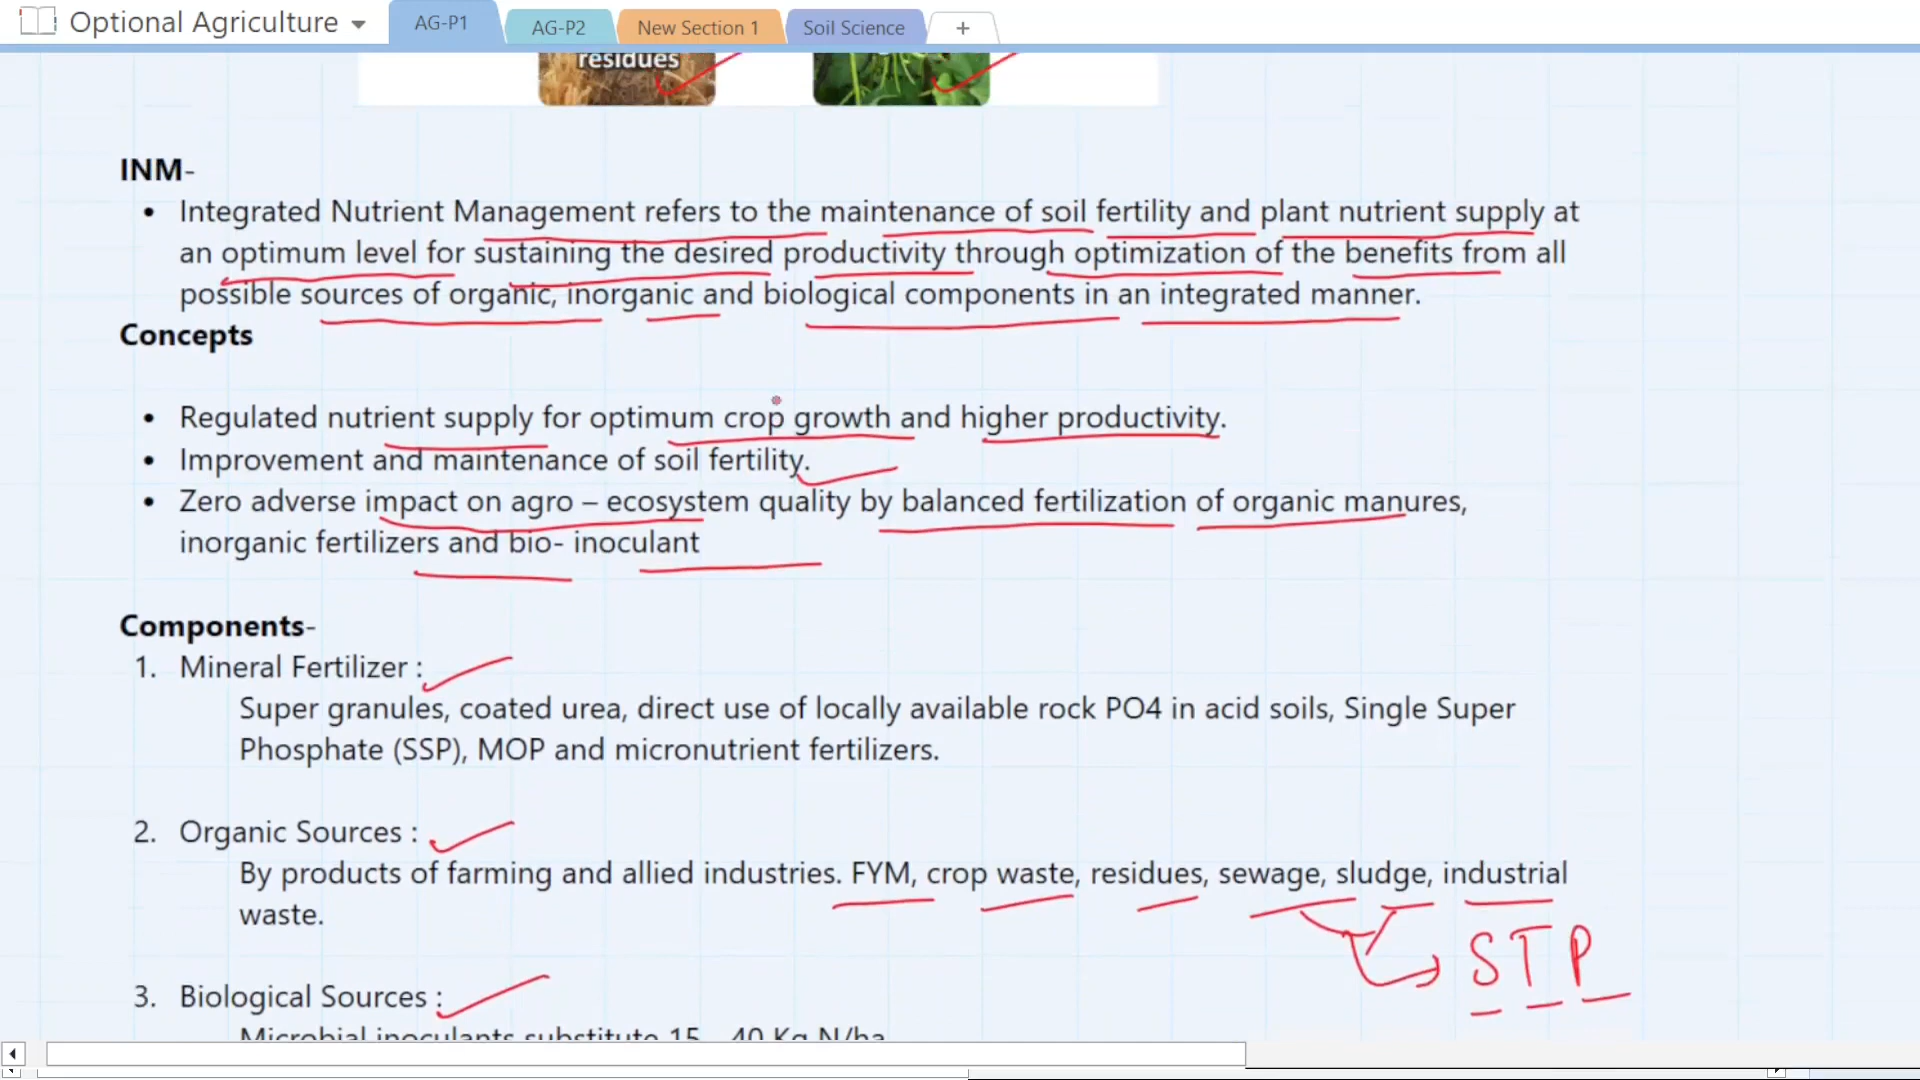 Optional Agriculture
AG-P1
AG-P2
New Section 1
Soil Science
+
residues
INM-
• Integrated Nutrient Management refers to the maintenance of soil fertility and plant nutrient supply at
an optimum level for sustaining the desired productivity through optimization of the benefits from all
possible sources of organic, inorganic and biological components in an integrated manner.
Concepts
• Regulated nutrient supply for optimum crop growth and higher productivity.
• Improvement and maintenance of soil fertility.
• Zero adverse impact on agro – ecosystem quality by balanced fertilization of organic manures,
inorganic fertilizers and bio- inoculant
Components-
1. Mineral Fertilizer :
Super granules, coated urea, direct use of locally available rock PO4 in acid soils, Single Super
Phosphate (SSP), MOP and micronutrient fertilizers.
2. Organic Sources :
By products of farming and allied industries. FYM, crop waste, residues, sewage, sludge, industrial
waste.
STP
3. Biological Sources :
Microbial inoculants substitute 15 - 40 Kg N/ha